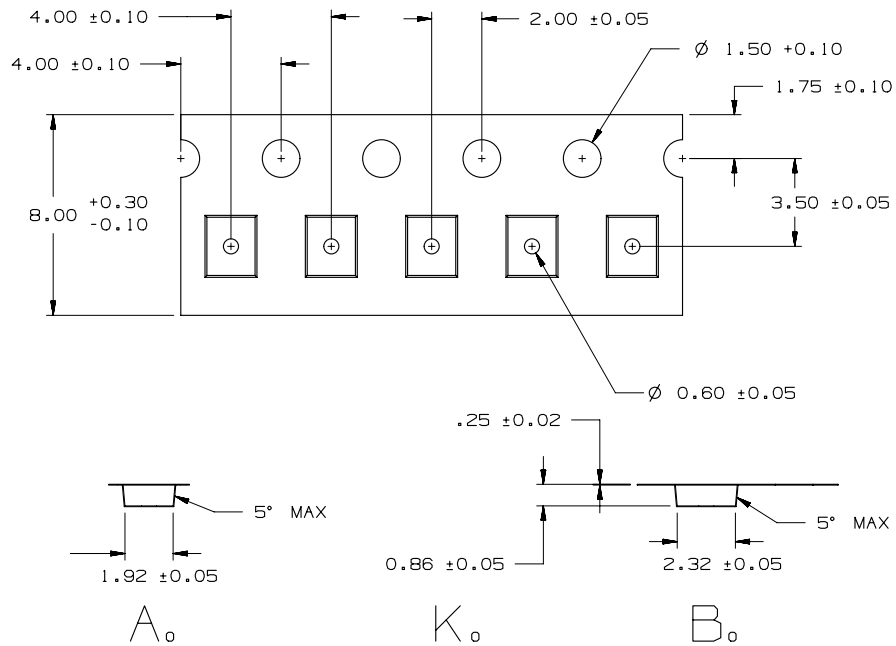 4.00 ±0.10
2.00 ±0.05
Ø 1.50 +0.10
4.00 ±0.10
1.75 ±0.10
8.00 +0.30
-0.10
3.50 ±0.05
Ø 0.60 ±0.05
.25 ±0.02
5° MAX
5° MAX
0.86 ±0.05
1.92 ±0.05
2.32 ±0.05
A₀
K₀
B₀